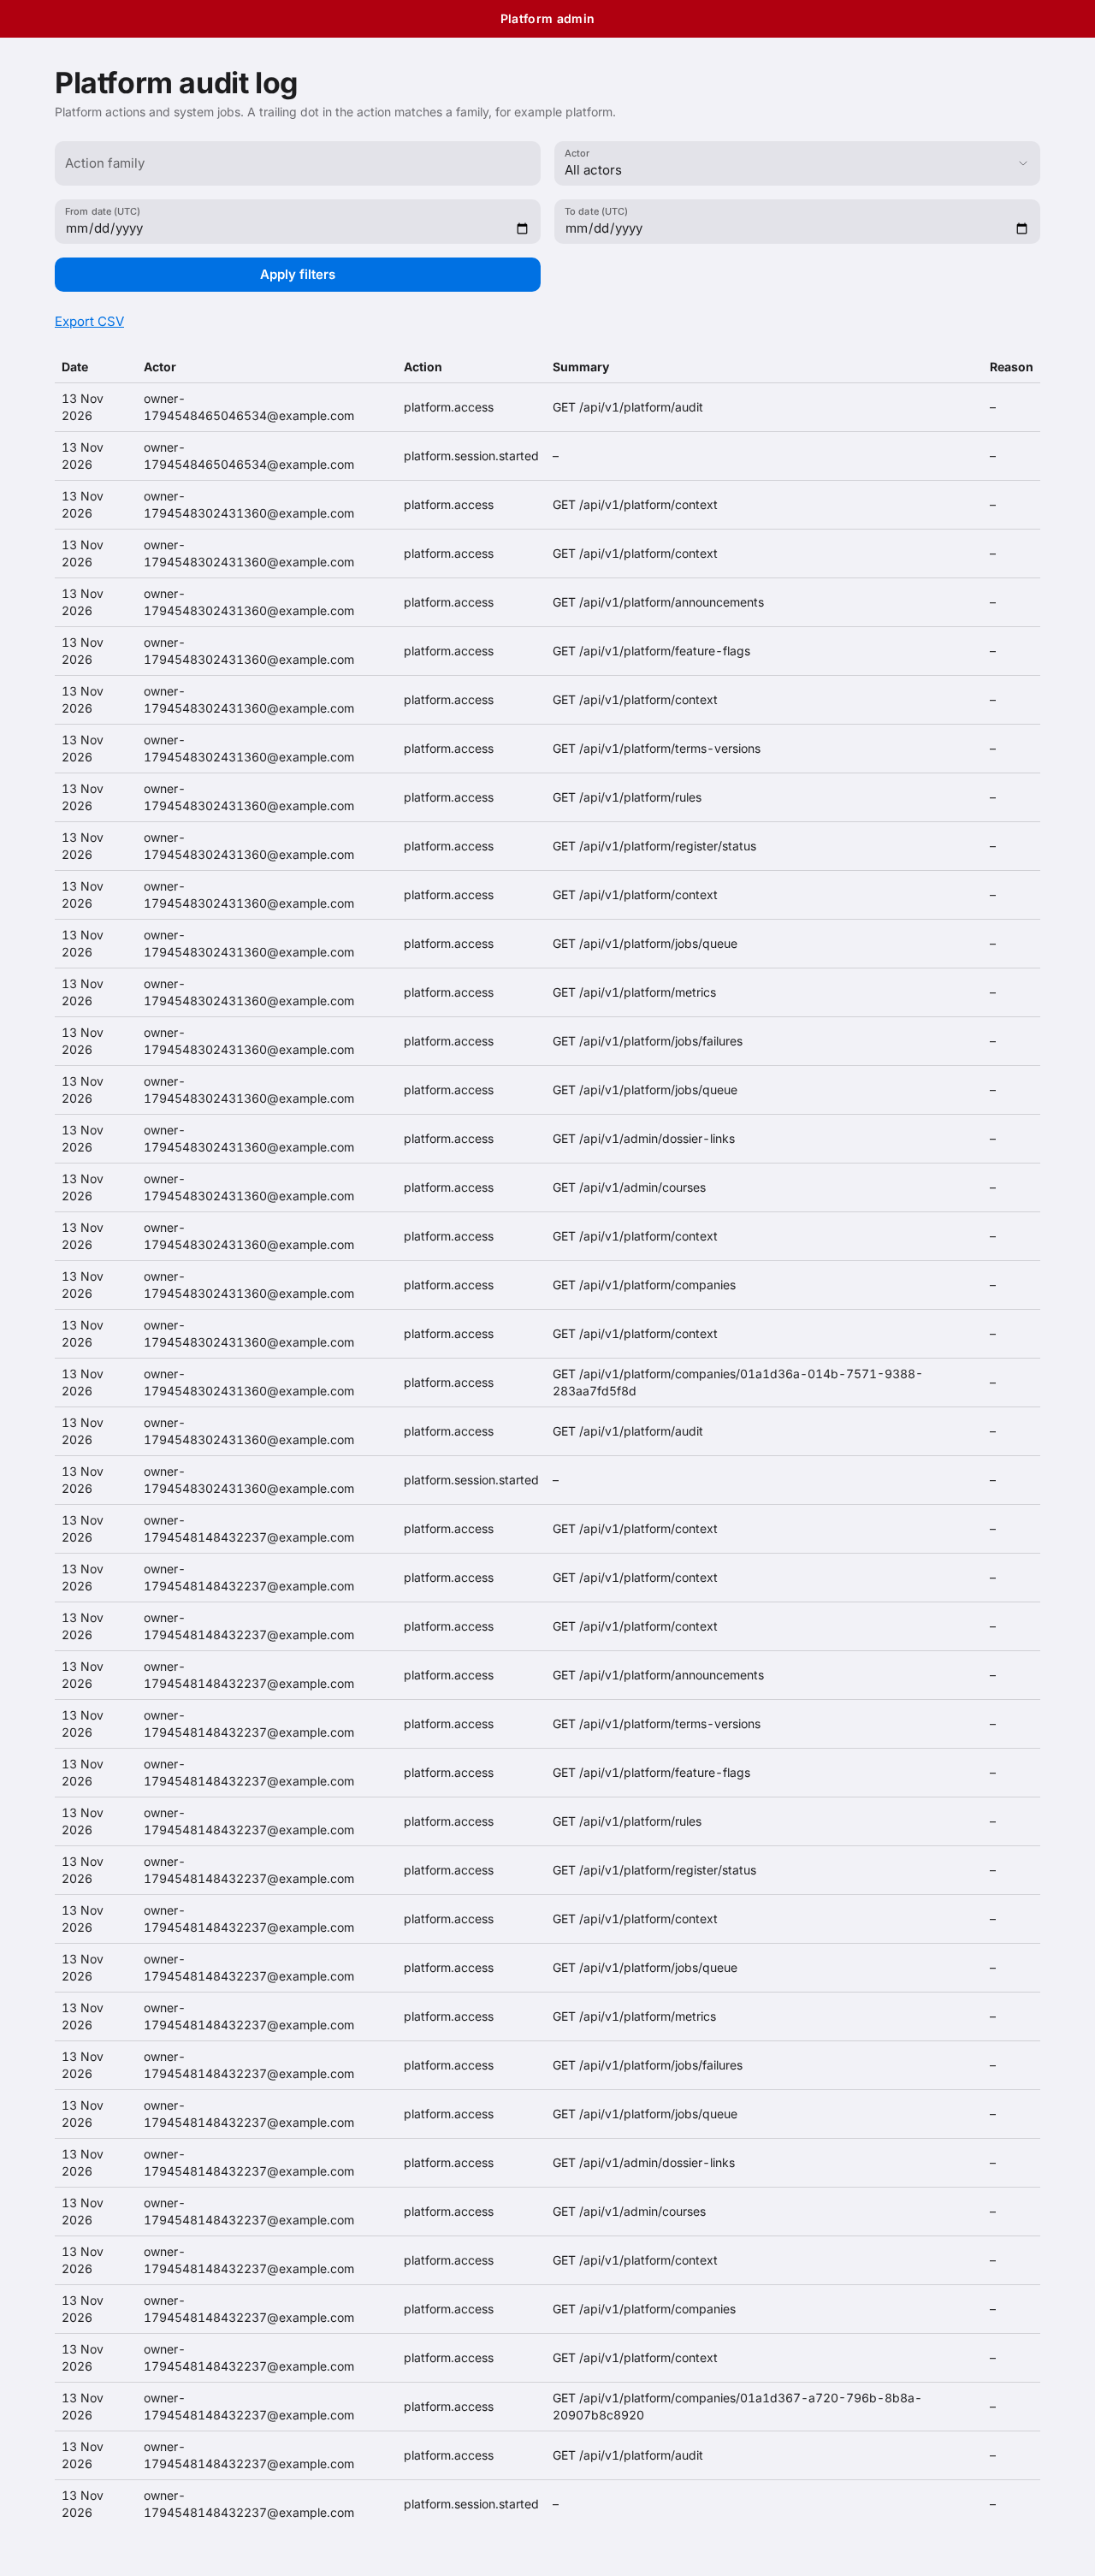 Platform admin
Platform audit log
Platform actions and system jobs. A trailing dot in the action matches a family, for example platform.
Action family
Actor
All actors
From date (UTC)
mm/dd/yyyy
To date (UTC)
mm/dd/yyyy
Apply filters
Export CSV
Date Actor Action Summary Reason
13 Nov 2026 owner-1794548465046534@example.com platform.access GET /api/v1/platform/audit –
13 Nov 2026 owner-1794548465046534@example.com platform.session.started – –
13 Nov 2026 owner-1794548302431360@example.com platform.access GET /api/v1/platform/context –
13 Nov 2026 owner-1794548302431360@example.com platform.access GET /api/v1/platform/context –
13 Nov 2026 owner-1794548302431360@example.com platform.access GET /api/v1/platform/announcements –
13 Nov 2026 owner-1794548302431360@example.com platform.access GET /api/v1/platform/feature-flags –
13 Nov 2026 owner-1794548302431360@example.com platform.access GET /api/v1/platform/context –
13 Nov 2026 owner-1794548302431360@example.com platform.access GET /api/v1/platform/terms-versions –
13 Nov 2026 owner-1794548302431360@example.com platform.access GET /api/v1/platform/rules –
13 Nov 2026 owner-1794548302431360@example.com platform.access GET /api/v1/platform/register/status –
13 Nov 2026 owner-1794548302431360@example.com platform.access GET /api/v1/platform/context –
13 Nov 2026 owner-1794548302431360@example.com platform.access GET /api/v1/platform/jobs/queue –
13 Nov 2026 owner-1794548302431360@example.com platform.access GET /api/v1/platform/metrics –
13 Nov 2026 owner-1794548302431360@example.com platform.access GET /api/v1/platform/jobs/failures –
13 Nov 2026 owner-1794548302431360@example.com platform.access GET /api/v1/platform/jobs/queue –
13 Nov 2026 owner-1794548302431360@example.com platform.access GET /api/v1/admin/dossier-links –
13 Nov 2026 owner-1794548302431360@example.com platform.access GET /api/v1/admin/courses –
13 Nov 2026 owner-1794548302431360@example.com platform.access GET /api/v1/platform/context –
13 Nov 2026 owner-1794548302431360@example.com platform.access GET /api/v1/platform/companies –
13 Nov 2026 owner-1794548302431360@example.com platform.access GET /api/v1/platform/context –
13 Nov 2026 owner-1794548302431360@example.com platform.access GET /api/v1/platform/companies/01a1d36a-014b-7571-9388-283aa7fd5f8d –
13 Nov 2026 owner-1794548302431360@example.com platform.access GET /api/v1/platform/audit –
13 Nov 2026 owner-1794548302431360@example.com platform.session.started – –
13 Nov 2026 owner-1794548148432237@example.com platform.access GET /api/v1/platform/context –
13 Nov 2026 owner-1794548148432237@example.com platform.access GET /api/v1/platform/context –
13 Nov 2026 owner-1794548148432237@example.com platform.access GET /api/v1/platform/context –
13 Nov 2026 owner-1794548148432237@example.com platform.access GET /api/v1/platform/announcements –
13 Nov 2026 owner-1794548148432237@example.com platform.access GET /api/v1/platform/terms-versions –
13 Nov 2026 owner-1794548148432237@example.com platform.access GET /api/v1/platform/feature-flags –
13 Nov 2026 owner-1794548148432237@example.com platform.access GET /api/v1/platform/rules –
13 Nov 2026 owner-1794548148432237@example.com platform.access GET /api/v1/platform/register/status –
13 Nov 2026 owner-1794548148432237@example.com platform.access GET /api/v1/platform/context –
13 Nov 2026 owner-1794548148432237@example.com platform.access GET /api/v1/platform/jobs/queue –
13 Nov 2026 owner-1794548148432237@example.com platform.access GET /api/v1/platform/metrics –
13 Nov 2026 owner-1794548148432237@example.com platform.access GET /api/v1/platform/jobs/failures –
13 Nov 2026 owner-1794548148432237@example.com platform.access GET /api/v1/platform/jobs/queue –
13 Nov 2026 owner-1794548148432237@example.com platform.access GET /api/v1/admin/dossier-links –
13 Nov 2026 owner-1794548148432237@example.com platform.access GET /api/v1/admin/courses –
13 Nov 2026 owner-1794548148432237@example.com platform.access GET /api/v1/platform/context –
13 Nov 2026 owner-1794548148432237@example.com platform.access GET /api/v1/platform/companies –
13 Nov 2026 owner-1794548148432237@example.com platform.access GET /api/v1/platform/context –
13 Nov 2026 owner-1794548148432237@example.com platform.access GET /api/v1/platform/companies/01a1d367-a720-796b-8b8a-20907b8c8920 –
13 Nov 2026 owner-1794548148432237@example.com platform.access GET /api/v1/platform/audit –
13 Nov 2026 owner-1794548148432237@example.com platform.session.started – –